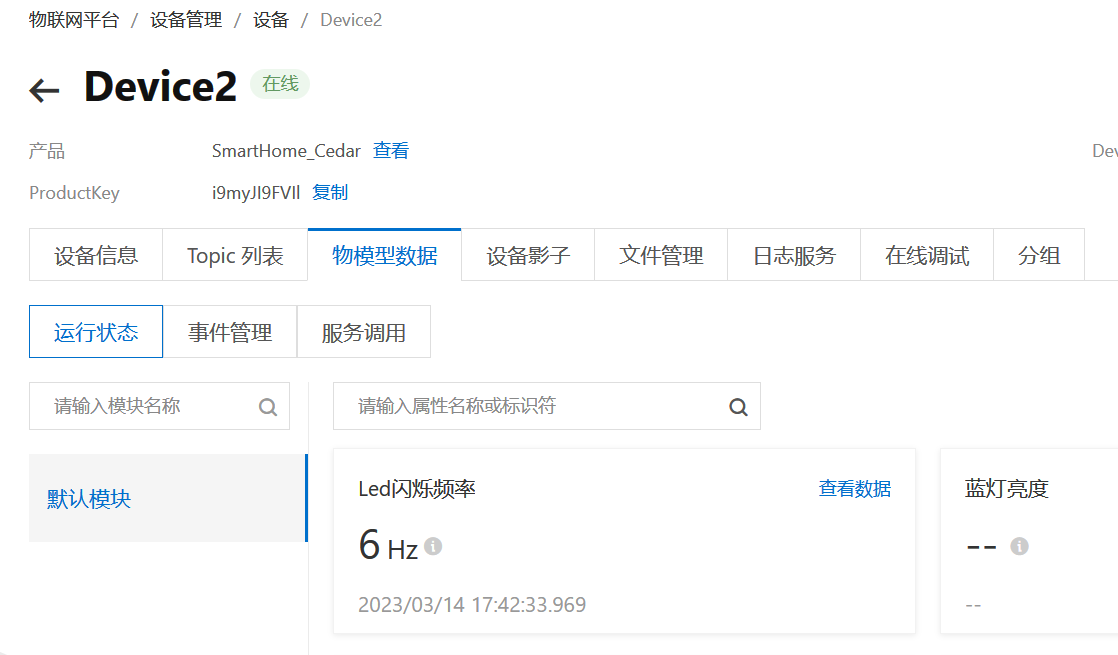 物联网平台 / 设备管理 / 设备 / Device2
Device2 在线
产品 SmartHome_Cedar 查看
ProductKey i9myJI9FVIl 复制
设备信息 Topic 列表 物模型数据 设备影子 文件管理 日志服务 在线调试 分组
运行状态 事件管理 服务调用
请输入模块名称 请输入属性名称或标识符
默认模块
Led闪烁频率 查看数据 蓝灯亮度
6 Hz --
2023/03/14 17:42:33.969 --